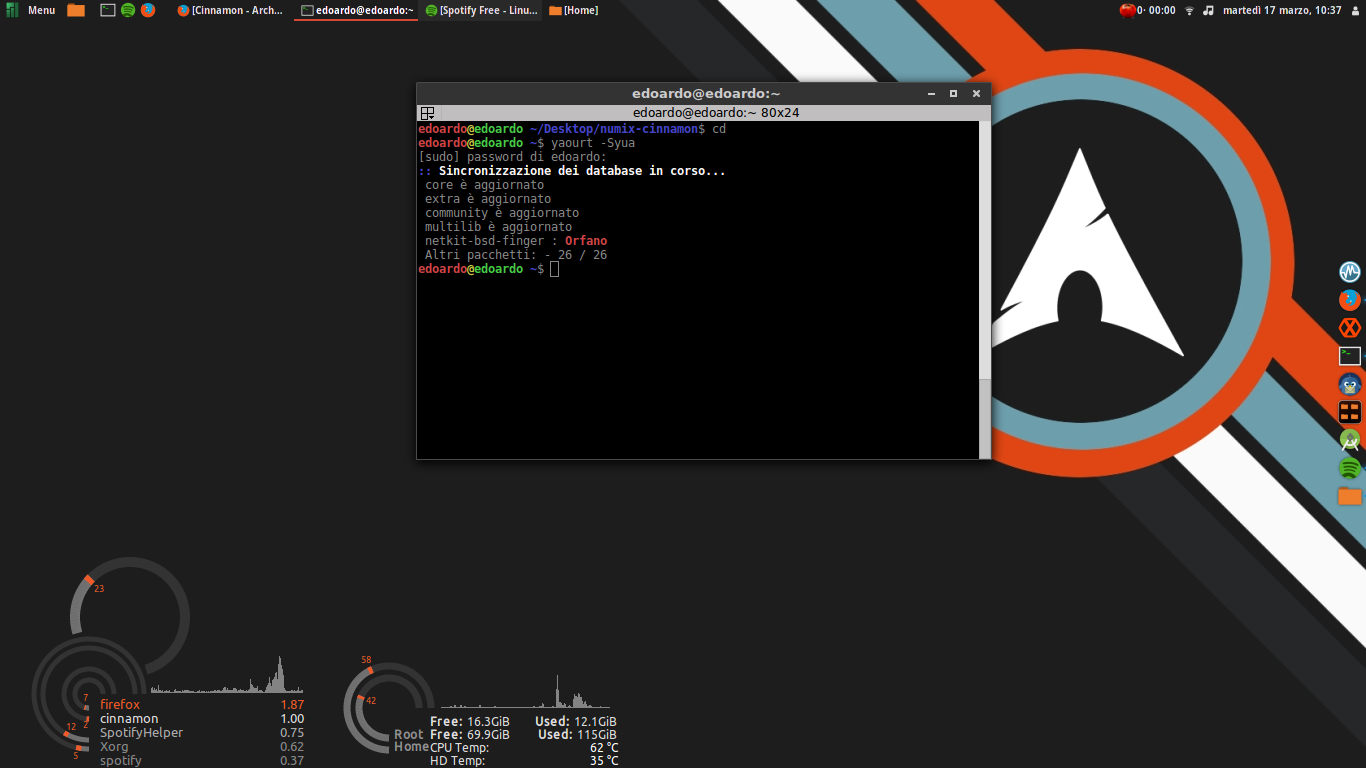 Menu [Cinnamon - Arch... edoardo@edoardo:~ [Spotify Free - Linu... [Home] 0· 00:00 martedì 17 marzo, 10:37
edoardo@edoardo:~
edoardo@edoardo:~ 80x24
edoardo@edoardo ~/Desktop/numix-cinnamon$ cd
edoardo@edoardo ~$ yaourt -Syua
[sudo] password di edoardo:
:: Sincronizzazione dei database in corso...
core è aggiornato
extra è aggiornato
community è aggiornato
multilib è aggiornato
netkit-bsd-finger : Orfano
Altri pacchetti: - 26 / 26
edoardo@edoardo ~$
23
7
2
12
5
firefox 1.87
cinnamon 1.00
SpotifyHelper 0.75
Xorg 0.62
spotify 0.37
58
42
Root Free: 16.3GiB Used: 12.1GiB
Home Free: 69.9GiB Used: 115GiB
CPU Temp: 62 °C
HD Temp: 35 °C